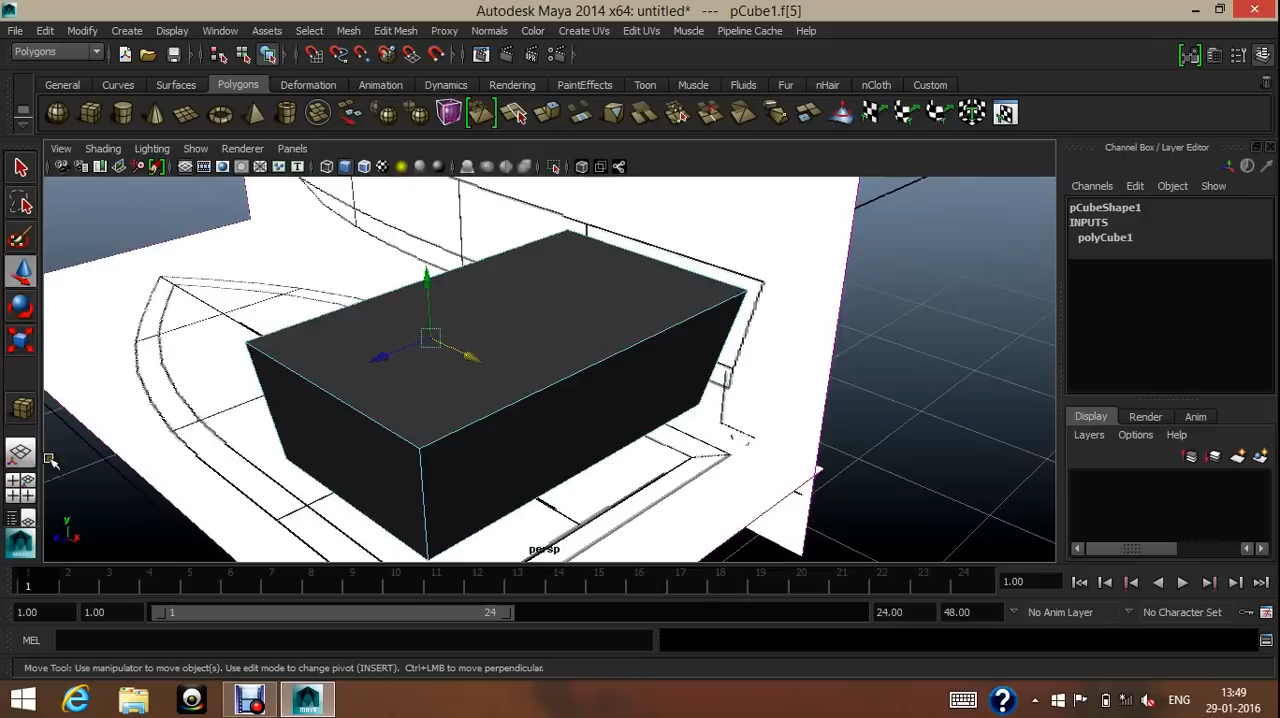 Autodesk Maya 2014 x64: untitled* --- pCube1.f[5]
File Edit Modify Create Display Window Assets Select Mesh Edit Mesh Proxy Normals Color Create UVs Edit UVs Muscle Pipeline Cache Help
Polygons
General Curves Surfaces Polygons Deformation Animation Dynamics Rendering PaintEffects Toon Muscle Fluids Fur nHair nCloth Custom
View Shading Lighting Show Renderer Panels
Channel Box / Layer Editor
Channels Edit Object Show
pCubeShape1
INPUTS
polyCube1
Display Render Anim
Layers Options Help
y
z x
persp
1 2 3 4 5 6 7 8 9 10 11 12 13 14 15 16 17 18 19 20 21 22 23 24
1
1.00
1.00 1.00 1 24 24.00 48.00 No Anim Layer No Character Set
MEL
Move Tool: Use manipulator to move object(s). Use edit mode to change pivot (INSERT). Ctrl+LMB to move perpendicular.
MAYA
ENG
13:49
29-01-2016